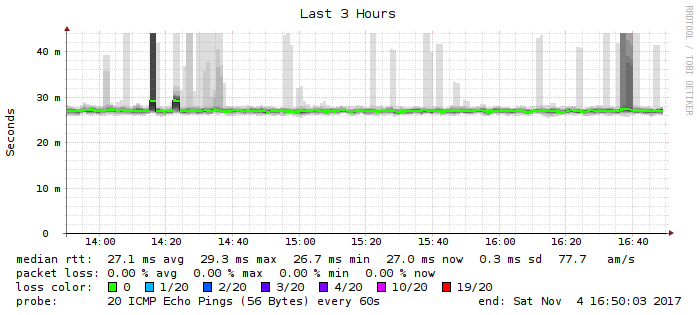 Last 3 Hours
RRDTOOL / TOBI OETIKER
Seconds
40 m
30 m
20 m
10 m
0
14:00 14:20 14:40 15:00 15:20 15:40 16:00 16:20 16:40
median rtt: 27.1 ms avg 29.3 ms max 26.7 ms min 27.0 ms now 0.3 ms sd 77.7 am/s
packet loss: 0.00 % avg 0.00 % max 0.00 % min 0.00 % now
loss color: 0 1/20 2/20 3/20 4/20 10/20 19/20
probe: 20 ICMP Echo Pings (56 Bytes) every 60s end: Sat Nov 4 16:50:03 2017